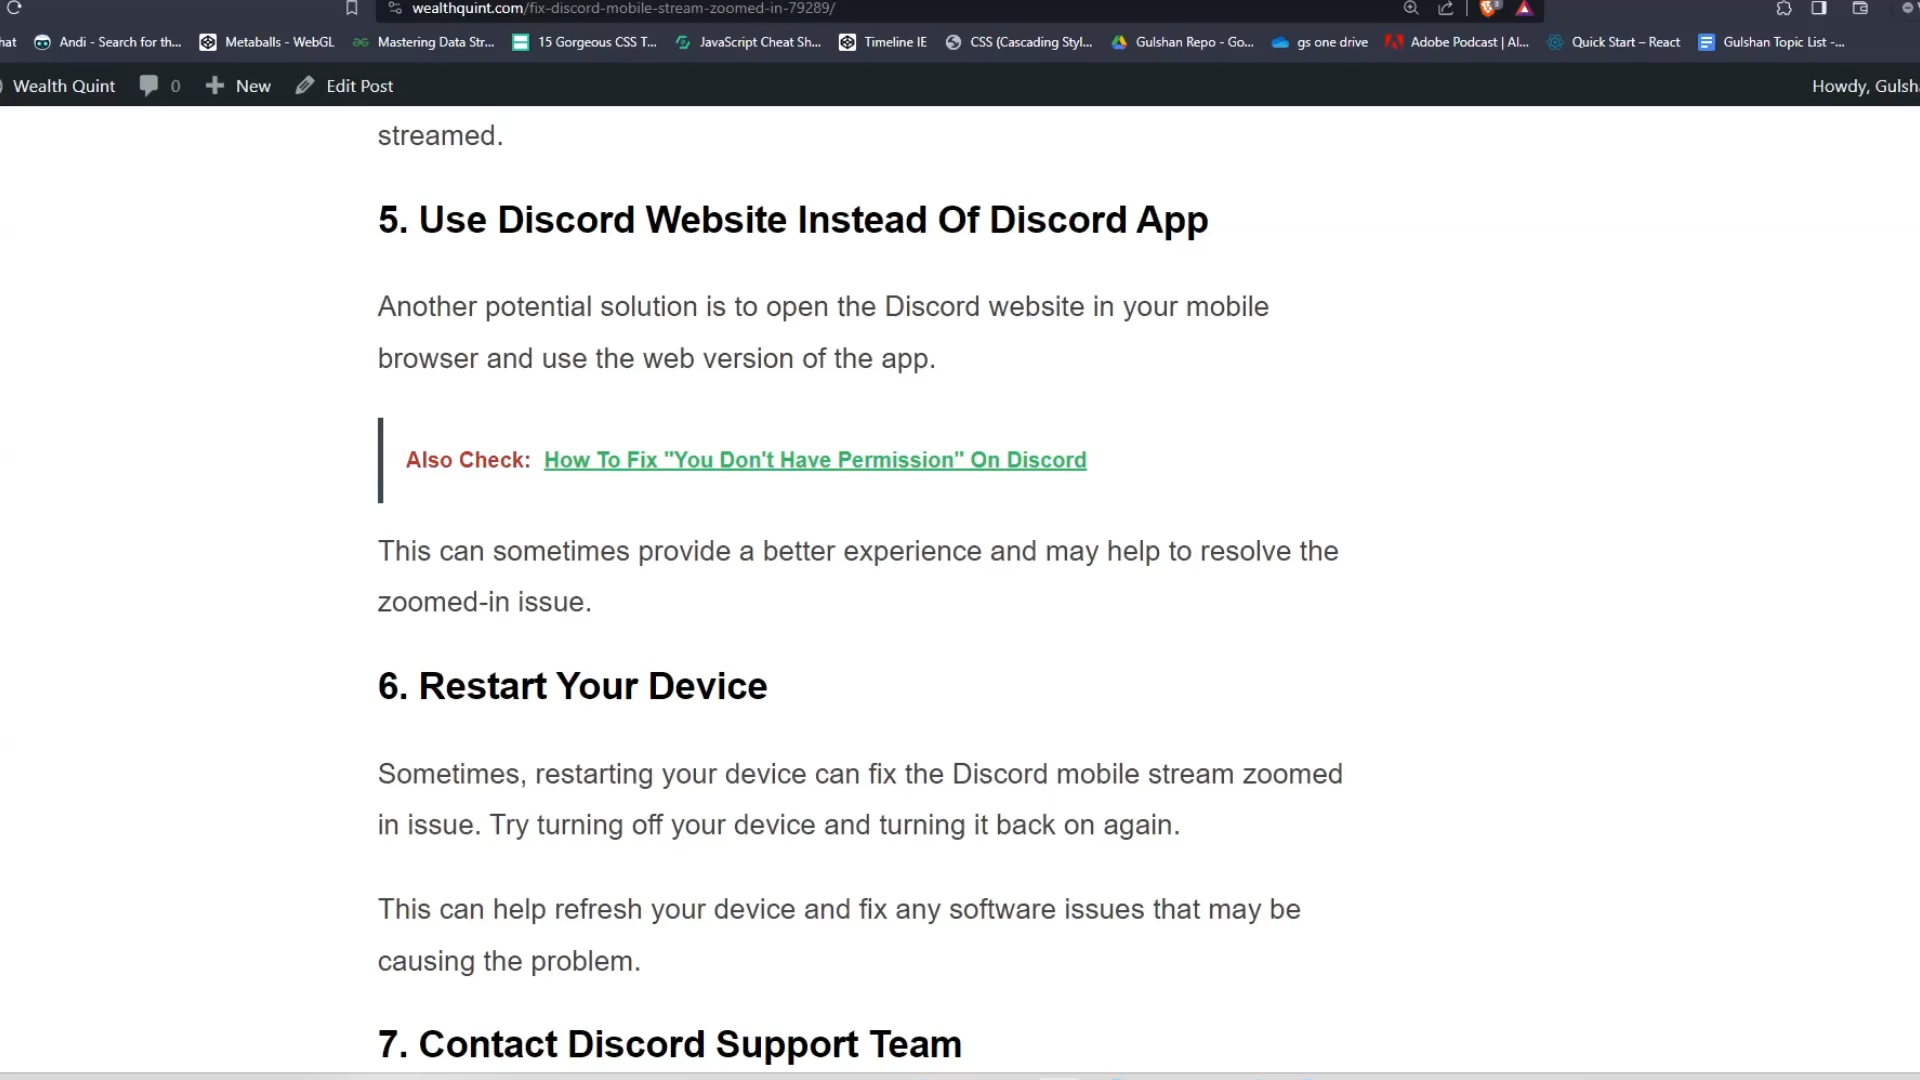 wealthquint.com/fix-discord-mobile-stream-zoomed-in-79289/
hat Andi - Search for th... Metaballs - WebGL Mastering Data Str... 15 Gorgeous CSS T... JavaScript Cheat Sh... Timeline IE CSS (Cascading Styl... Gulshan Repo - Go... gs one drive Adobe Podcast | AI... Quick Start – React Gulshan Topic List -...
Wealth Quint 0 New Edit Post Howdy, Gulsha
streamed.
5. Use Discord Website Instead Of Discord App
Another potential solution is to open the Discord website in your mobile
browser and use the web version of the app.
Also Check: How To Fix "You Don't Have Permission" On Discord
This can sometimes provide a better experience and may help to resolve the
zoomed-in issue.
6. Restart Your Device
Sometimes, restarting your device can fix the Discord mobile stream zoomed
in issue. Try turning off your device and turning it back on again.
This can help refresh your device and fix any software issues that may be
causing the problem.
7. Contact Discord Support Team